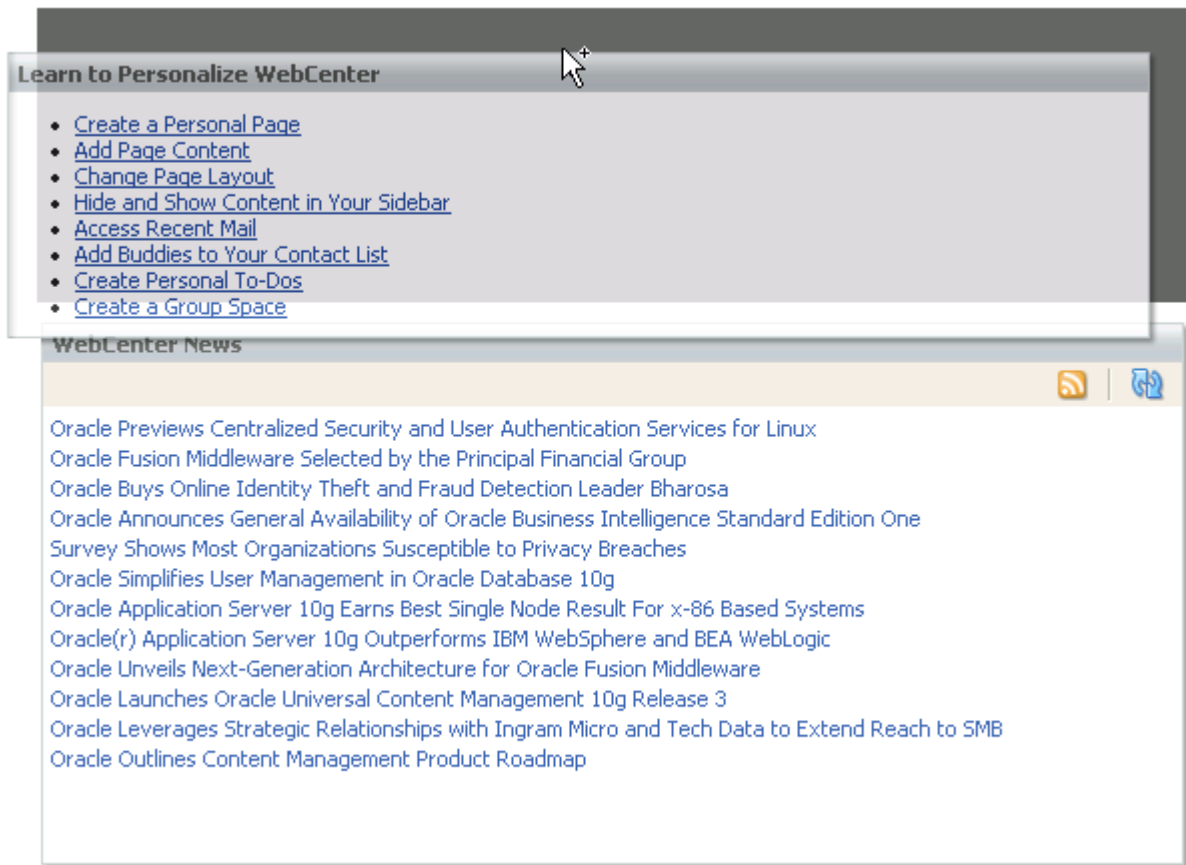 Learn to Personalize WebCenter
Create a Personal Page
Add Page Content
Change Page Layout
Hide and Show Content in Your Sidebar
Access Recent Mail
Add Buddies to Your Contact List
Create Personal To-Dos
Create a Group Space
WebCenter News
Oracle Previews Centralized Security and User Authentication Services for Linux
Oracle Fusion Middleware Selected by the Principal Financial Group
Oracle Buys Online Identity Theft and Fraud Detection Leader Bharosa
Oracle Announces General Availability of Oracle Business Intelligence Standard Edition One
Survey Shows Most Organizations Susceptible to Privacy Breaches
Oracle Simplifies User Management in Oracle Database 10g
Oracle Application Server 10g Earns Best Single Node Result For x-86 Based Systems
Oracle(r) Application Server 10g Outperforms IBM WebSphere and BEA WebLogic
Oracle Unveils Next-Generation Architecture for Oracle Fusion Middleware
Oracle Launches Oracle Universal Content Management 10g Release 3
Oracle Leverages Strategic Relationships with Ingram Micro and Tech Data to Extend Reach to SMB
Oracle Outlines Content Management Product Roadmap